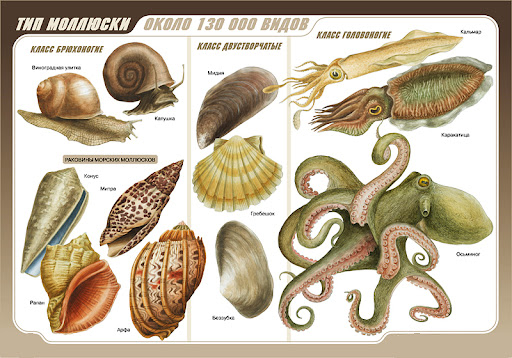 ТИП МОЛЛЮСКИ ОКОЛО 130 000 ВИДОВ
КЛАСС БРЮХОНОГИЕ
Виноградная улитка
Катушка
РАКОВИНЫ МОРСКИХ МОЛЛЮСКОВ
Конус
Митра
Рапан
Арфа
КЛАСС ДВУСТВОРЧАТЫЕ
Мидия
Гребешок
Беззубка
КЛАСС ГОЛОВОНОГИЕ
Кальмар
Каракатица
Осьминог